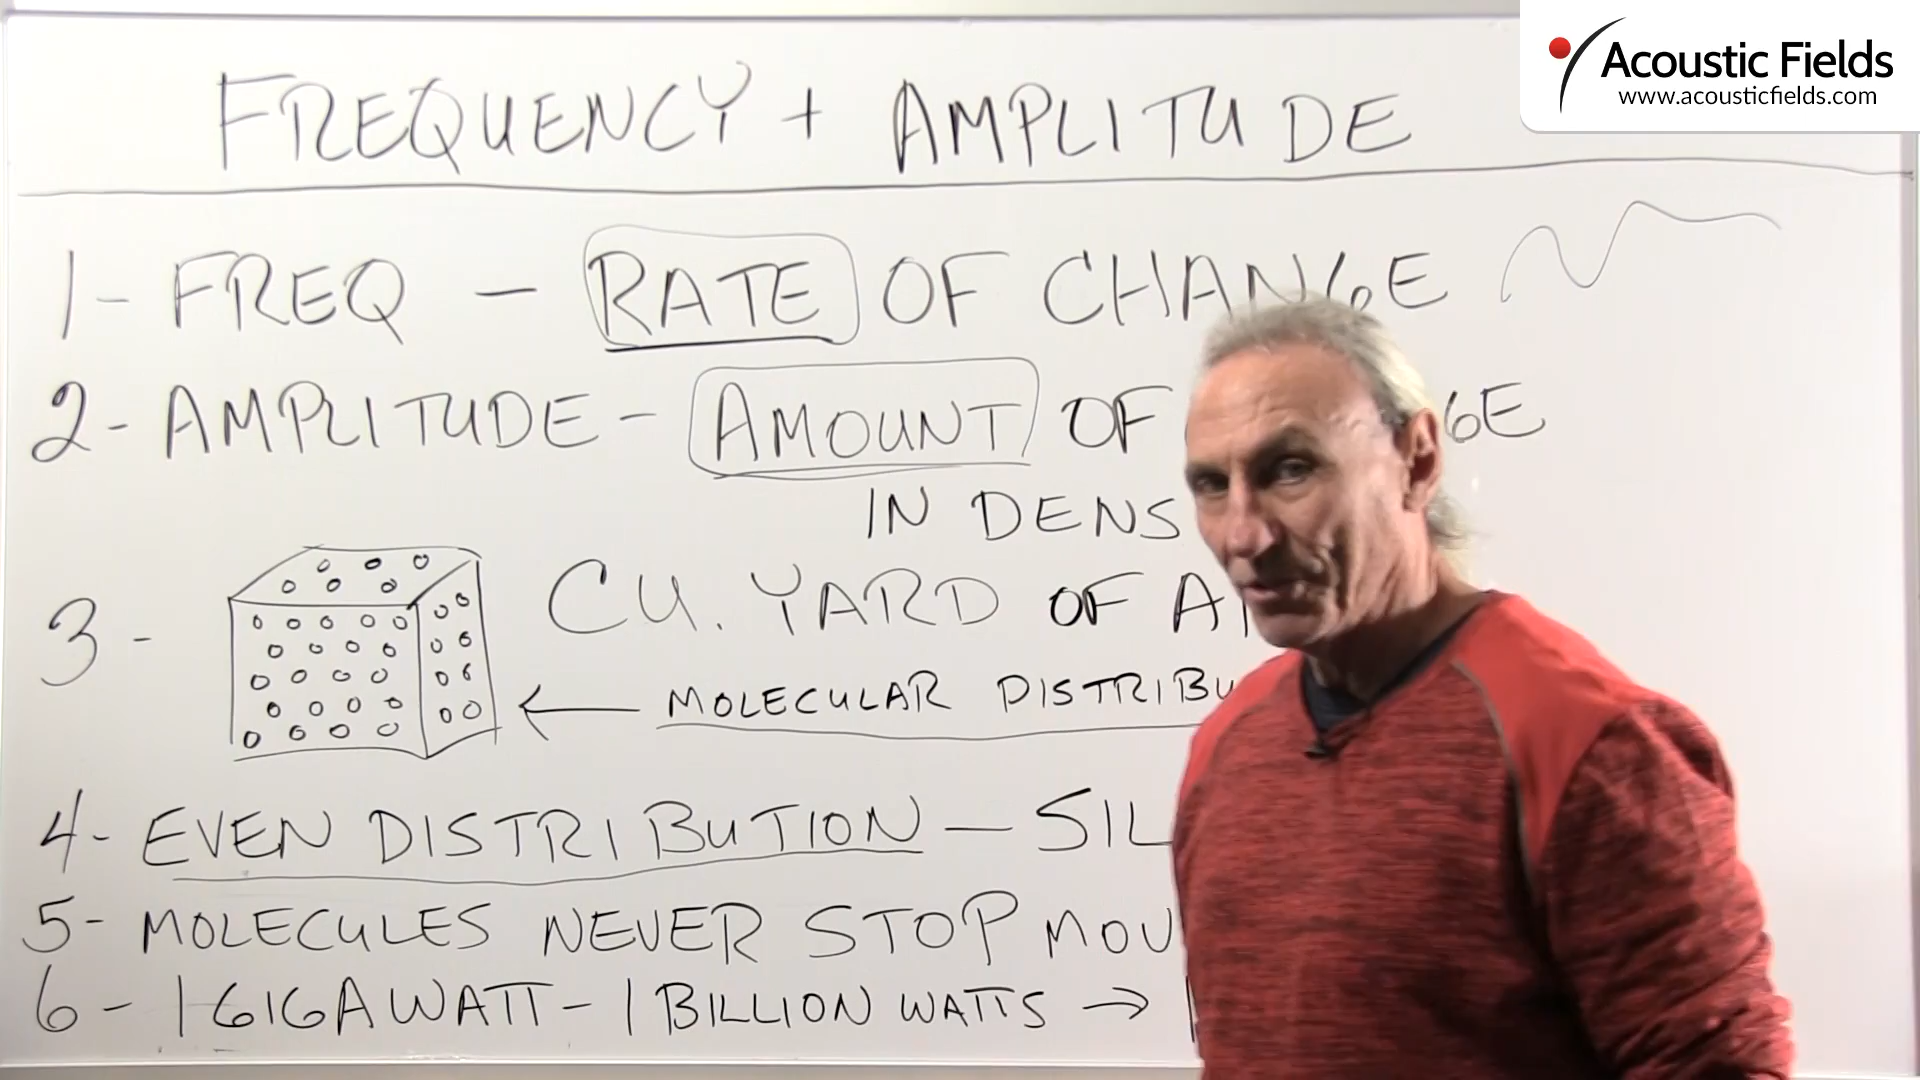 Acoustic Fields
www.acousticfields.com
FREQUENCY + AMPLITUDE
1- FREQ - RATE OF CHANGE
2- AMPLITUDE - AMOUNT OF GE
IN DENS
3 - CU. YARD OF A
← MOLECULAR DISTRIBU
4- EVEN DISTRIBUTION - SIL
5- MOLECULES NEVER STOP MOV
6- 1 GIGAWATT - 1 BILLION WATTS → 1